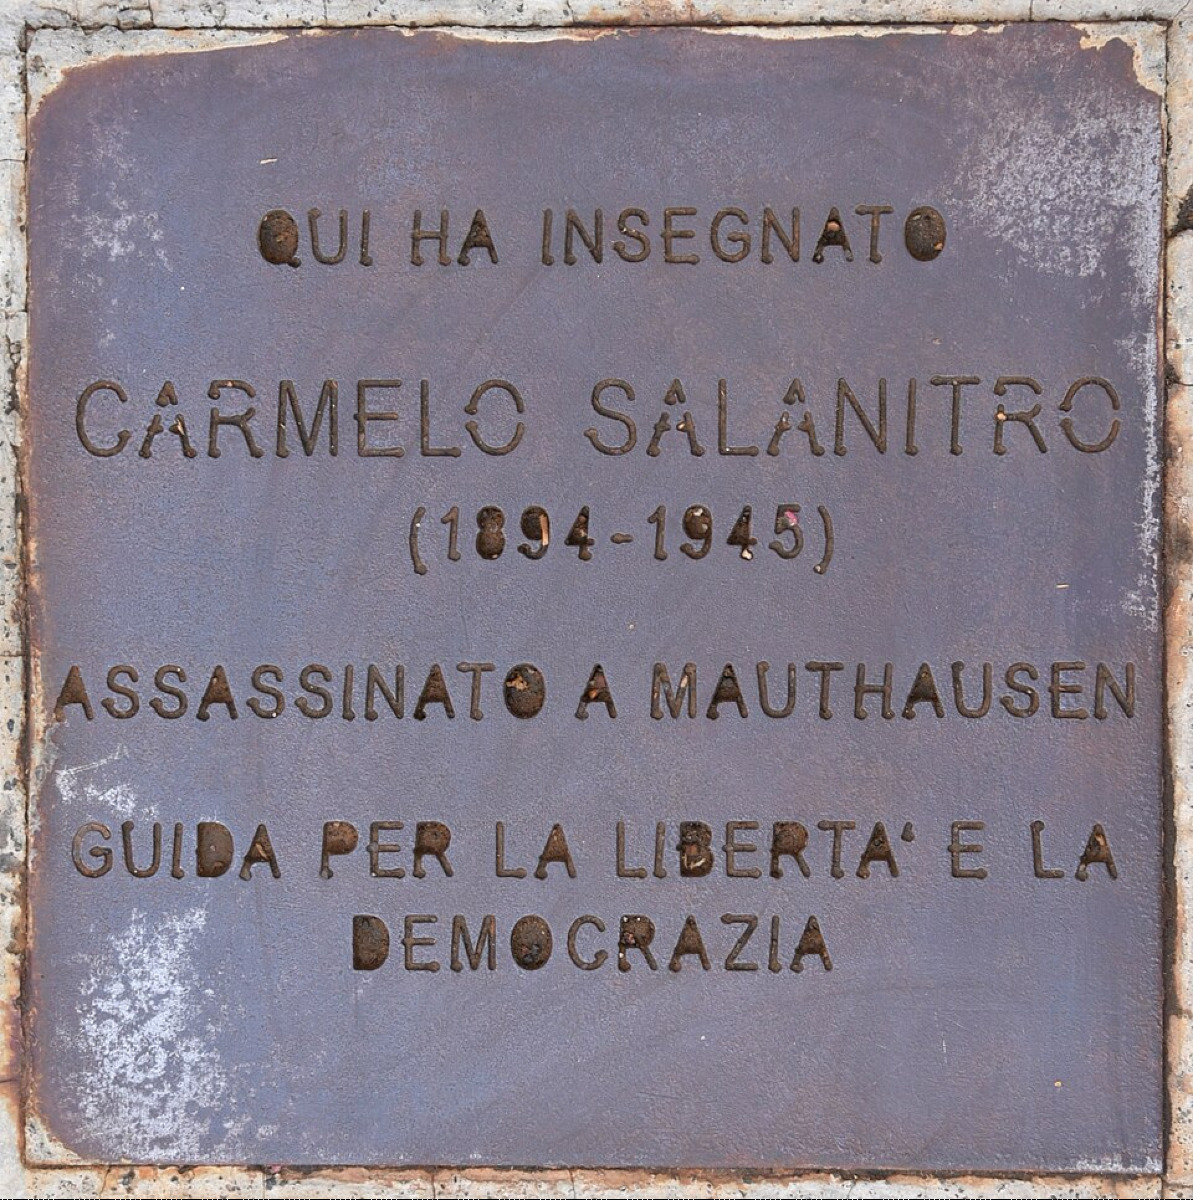 QUI HA INSEGNATO
CARMELO SALANITRO
(1894-1945)
ASSASSINATO A MAUTHAUSEN
GUIDA PER LA LIBERTA‘ E LA
DEMOCRAZIA